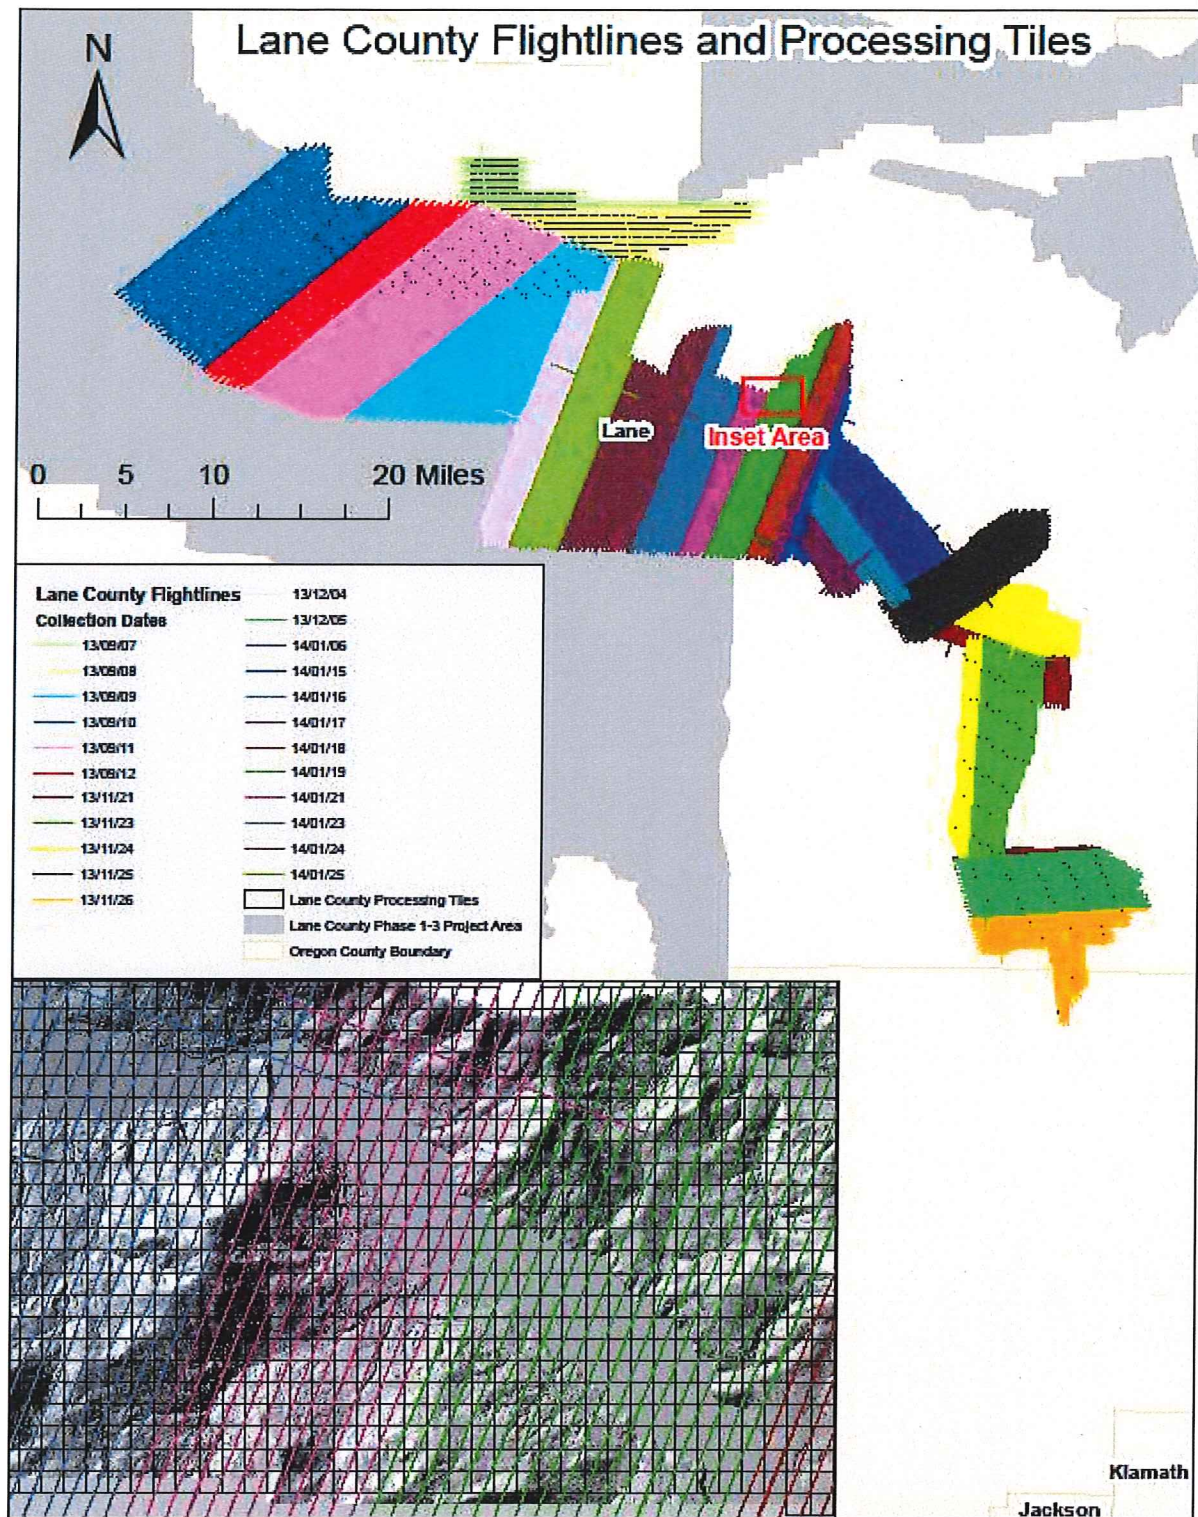 Lane County Flightlines and Processing Tiles
N
Lane
Inset Area
0 5 10 20 Miles
Lane County Flightlines
Collection Dates
13/09/07
13/09/08
13/09/09
13/09/10
13/09/11
13/09/12
13/11/21
13/11/23
13/11/24
13/11/25
13/11/26
13/12/04
13/12/05
14/01/06
14/01/15
14/01/16
14/01/17
14/01/18
14/01/19
14/01/21
14/01/23
14/01/24
14/01/25
Lane County Processing Tiles
Lane County Phase 1-3 Project Area
Oregon County Boundary
Klamath
Jackson